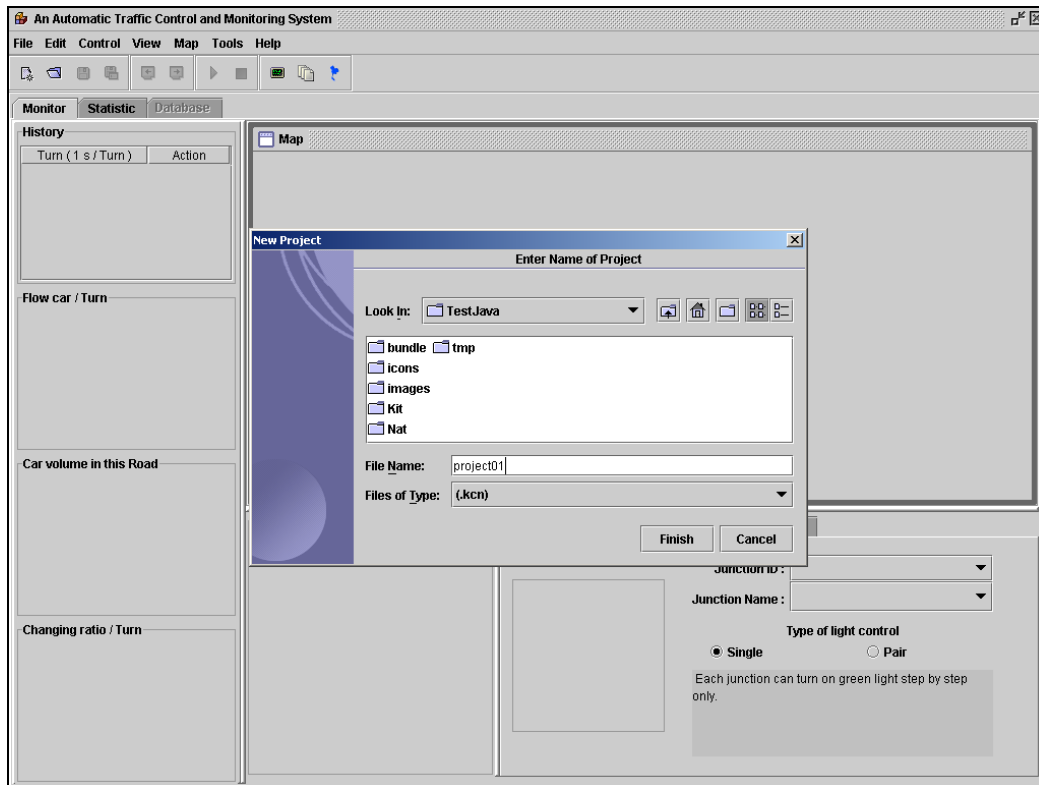 An Automatic Traffic Control and Monitoring System
File Edit Control View Map Tools Help
Monitor Statistic Database
History
Turn ( 1 s / Turn ) Action
Map
New Project
Enter Name of Project
Look In: TestJava
bundle tmp
icons
images
Kit
Nat
File Name: project01
Files of Type: (.kcn)
Finish Cancel
Flow car / Turn
Car volume in this Road
Changing ratio / Turn
Junction ID :
Junction Name :
Type of light control
Single Pair
Each junction can turn on green light step by step
only.